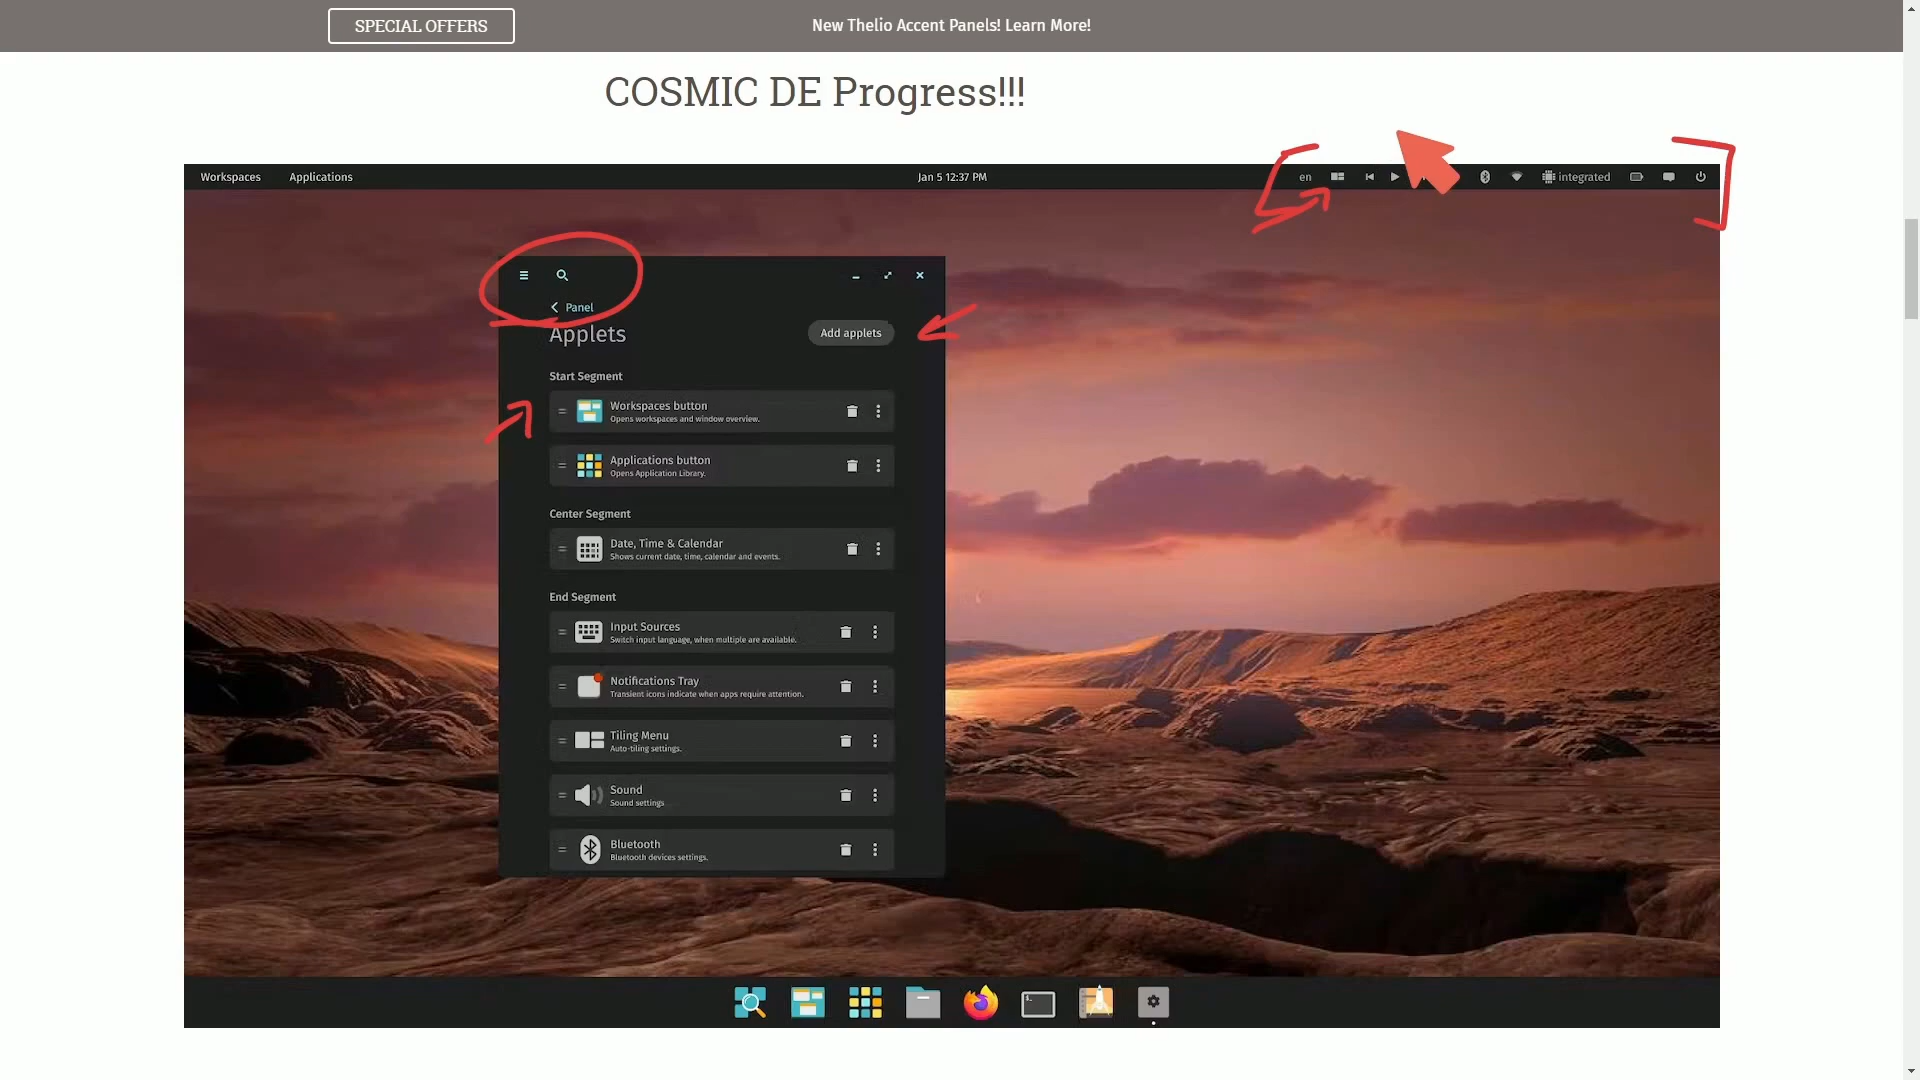 SPECIAL OFFERS
New Thelio Accent Panels! Learn More!
COSMIC DE Progress!!!
Workspaces Applications Jan 5 12:37 PM en integrated
Panel
Applets Add applets
Start Segment
Workspaces button
Opens workspaces and window overview.
Applications button
Opens Application Library.
Center Segment
Date, Time & Calendar
Shows current date, time, calendar and events.
End Segment
Input Sources
Switch input language, when multiple are available.
Notifications Tray
Transient icons indicate when apps require attention.
Tiling Menu
Auto-tiling settings.
Sound
Sound settings
Bluetooth
Bluetooth devices settings.